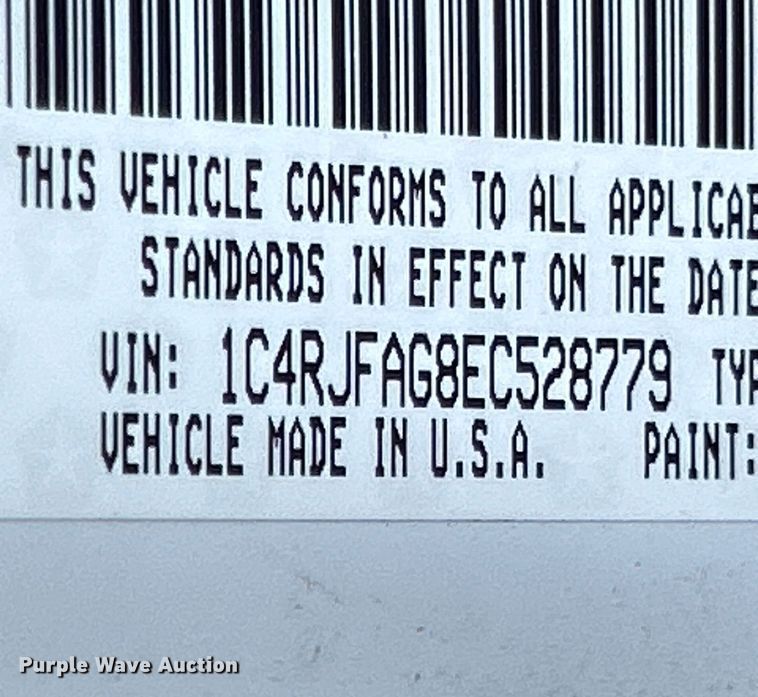 THIS VEHICLE CONFORMS TO ALL APPLICAB
STANDARDS IN EFFECT ON THE DATE
VIN: 1C4RJFAG8EC528779 TYP
VEHICLE MADE IN U.S.A. PAINT:
Purple Wave Auction